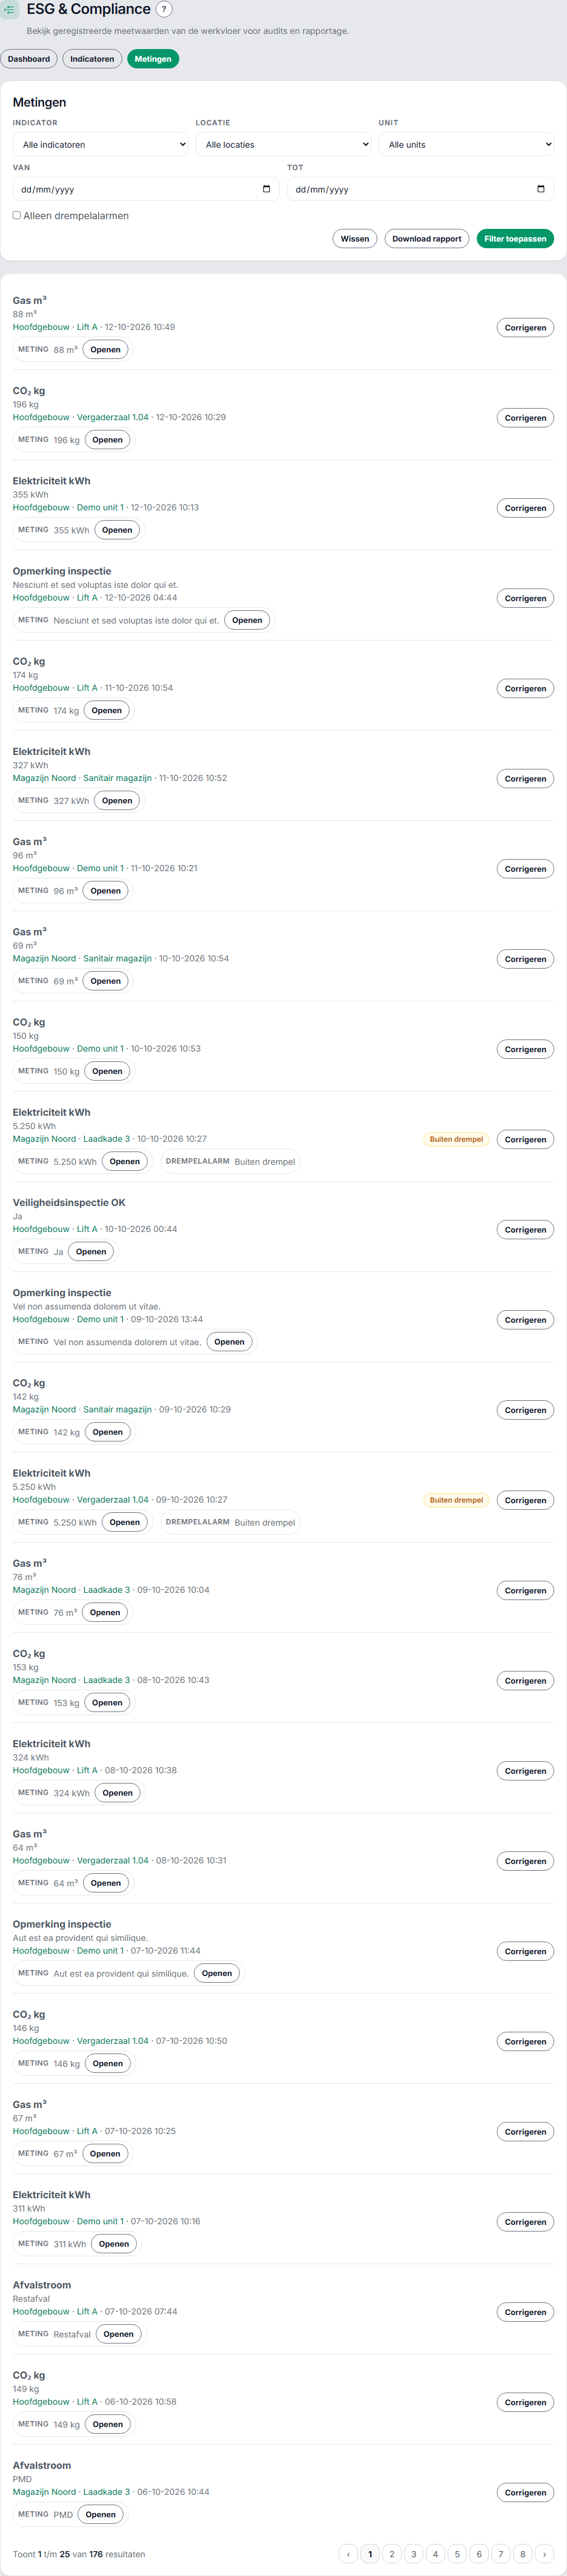 ESG & Compliance ?
Bekijk geregistreerde meetwaarden van de werkvloer voor audits en rapportage.
Dashboard Indicatoren Metingen
Metingen
INDICATOR LOCATIE UNIT
Alle indicatoren Alle locaties Alle units
VAN TOT
dd/mm/yyyy dd/mm/yyyy
Alleen drempelalarmen
Wissen Download rapport Filter toepassen
Gas m³
88 m³
Hoofdgebouw · Lift A · 12-10-2026 10:49
Corrigeren
METING 88 m³ Openen
CO₂ kg
196 kg
Hoofdgebouw · Vergaderzaal 1.04 · 12-10-2026 10:29
Corrigeren
METING 196 kg Openen
Elektriciteit kWh
355 kWh
Hoofdgebouw · Demo unit 1 · 12-10-2026 10:13
Corrigeren
METING 355 kWh Openen
Opmerking inspectie
Nesciunt et sed voluptas iste dolor qui et.
Hoofdgebouw · Lift A · 12-10-2026 04:44
Corrigeren
METING Nesciunt et sed voluptas iste dolor qui et. Openen
CO₂ kg
174 kg
Hoofdgebouw · Lift A · 11-10-2026 10:54
Corrigeren
METING 174 kg Openen
Elektriciteit kWh
327 kWh
Magazijn Noord · Sanitair magazijn · 11-10-2026 10:52
Corrigeren
METING 327 kWh Openen
Gas m³
96 m³
Hoofdgebouw · Demo unit 1 · 11-10-2026 10:21
Corrigeren
METING 96 m³ Openen
Gas m³
69 m³
Magazijn Noord · Sanitair magazijn · 10-10-2026 10:54
Corrigeren
METING 69 m³ Openen
CO₂ kg
150 kg
Hoofdgebouw · Demo unit 1 · 10-10-2026 10:53
Corrigeren
METING 150 kg Openen
Elektriciteit kWh
5.250 kWh
Magazijn Noord · Laadkade 3 · 10-10-2026 10:27
Buiten drempel Corrigeren
METING 5.250 kWh Openen DREMPELALARM Buiten drempel
Veiligheidsinspectie OK
Ja
Hoofdgebouw · Lift A · 10-10-2026 00:44
Corrigeren
METING Ja Openen
Opmerking inspectie
Vel non assumenda dolorem ut vitae.
Hoofdgebouw · Demo unit 1 · 09-10-2026 13:44
Corrigeren
METING Vel non assumenda dolorem ut vitae. Openen
CO₂ kg
142 kg
Magazijn Noord · Sanitair magazijn · 09-10-2026 10:29
Corrigeren
METING 142 kg Openen
Elektriciteit kWh
5.250 kWh
Hoofdgebouw · Vergaderzaal 1.04 · 09-10-2026 10:27
Buiten drempel Corrigeren
METING 5.250 kWh Openen DREMPELALARM Buiten drempel
Gas m³
76 m³
Magazijn Noord · Laadkade 3 · 09-10-2026 10:04
Corrigeren
METING 76 m³ Openen
CO₂ kg
153 kg
Magazijn Noord · Laadkade 3 · 08-10-2026 10:43
Corrigeren
METING 153 kg Openen
Elektriciteit kWh
324 kWh
Hoofdgebouw · Lift A · 08-10-2026 10:38
Corrigeren
METING 324 kWh Openen
Gas m³
64 m³
Hoofdgebouw · Vergaderzaal 1.04 · 08-10-2026 10:31
Corrigeren
METING 64 m³ Openen
Opmerking inspectie
Aut est ea provident qui similique.
Hoofdgebouw · Demo unit 1 · 07-10-2026 11:44
Corrigeren
METING Aut est ea provident qui similique. Openen
CO₂ kg
146 kg
Hoofdgebouw · Vergaderzaal 1.04 · 07-10-2026 10:50
Corrigeren
METING 146 kg Openen
Gas m³
67 m³
Hoofdgebouw · Lift A · 07-10-2026 10:25
Corrigeren
METING 67 m³ Openen
Elektriciteit kWh
311 kWh
Hoofdgebouw · Demo unit 1 · 07-10-2026 10:16
Corrigeren
METING 311 kWh Openen
Afvalstroom
Restafval
Hoofdgebouw · Lift A · 07-10-2026 07:44
Corrigeren
METING Restafval Openen
CO₂ kg
149 kg
Hoofdgebouw · Lift A · 06-10-2026 10:58
Corrigeren
METING 149 kg Openen
Afvalstroom
PMD
Magazijn Noord · Laadkade 3 · 06-10-2026 10:44
Corrigeren
METING PMD Openen
Toont 1 t/m 25 van 176 resultaten ‹ 1 2 3 4 5 6 7 8 ›